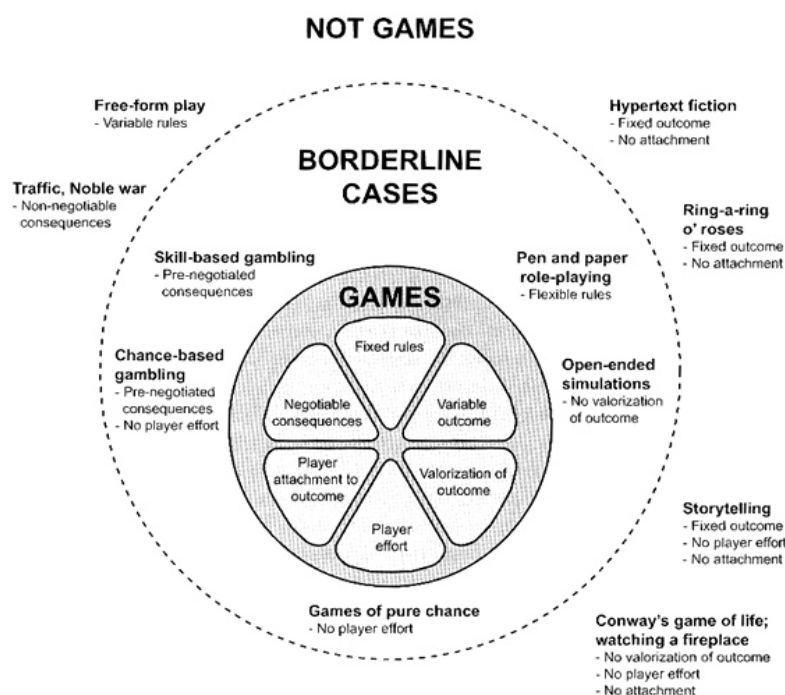 NOT GAMES
Free-form play
- Variable rules
Hypertext fiction
- Fixed outcome
- No attachment
BORDERLINE
CASES
Traffic, Noble war
- Non-negotiable
consequences
Ring-a-ring
o' roses
- Fixed outcome
- No attachment
Skill-based gambling
- Pre-negotiated
consequences
Pen and paper
role-playing
- Flexible rules
GAMES
Fixed rules
Chance-based
gambling
- Pre-negotiated
consequences
- No player effort
Negotiable
consequences
Variable
outcome
Open-ended
simulations
- No valorization
of outcome
Player
attachment to
outcome
Valorization of
outcome
Player
effort
Storytelling
- Fixed outcome
- No player effort
- No attachment
Games of pure chance
- No player effort
Conway's game of life;
watching a fireplace
- No valorization of outcome
- No player effort
- No attachment